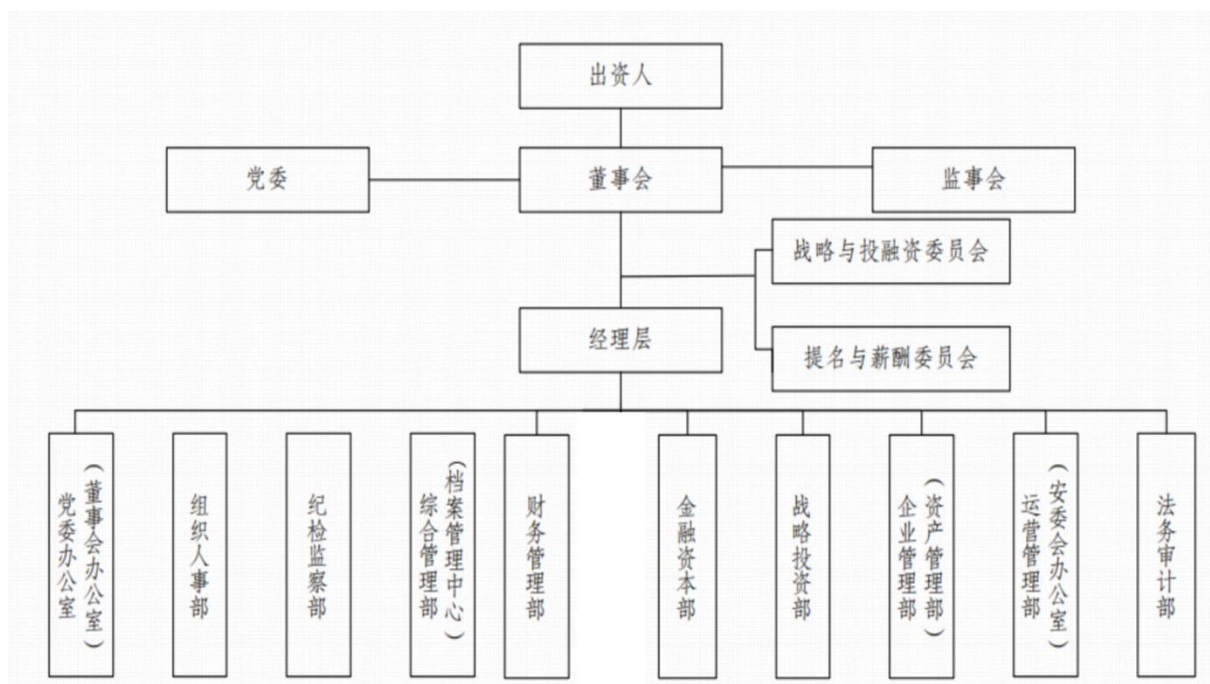 出资人
党委
董事会
监事会
战略与投融资委员会
经理层
提名与薪酬委员会
党委办公室
（董事会办公室）
组织人事部
纪检监察部
综合管理部
（档案管理中心）
财务管理部
金融资本部
战略投资部
企业管理部
（资产管理部）
运营管理部
（安委会办公室）
法务审计部